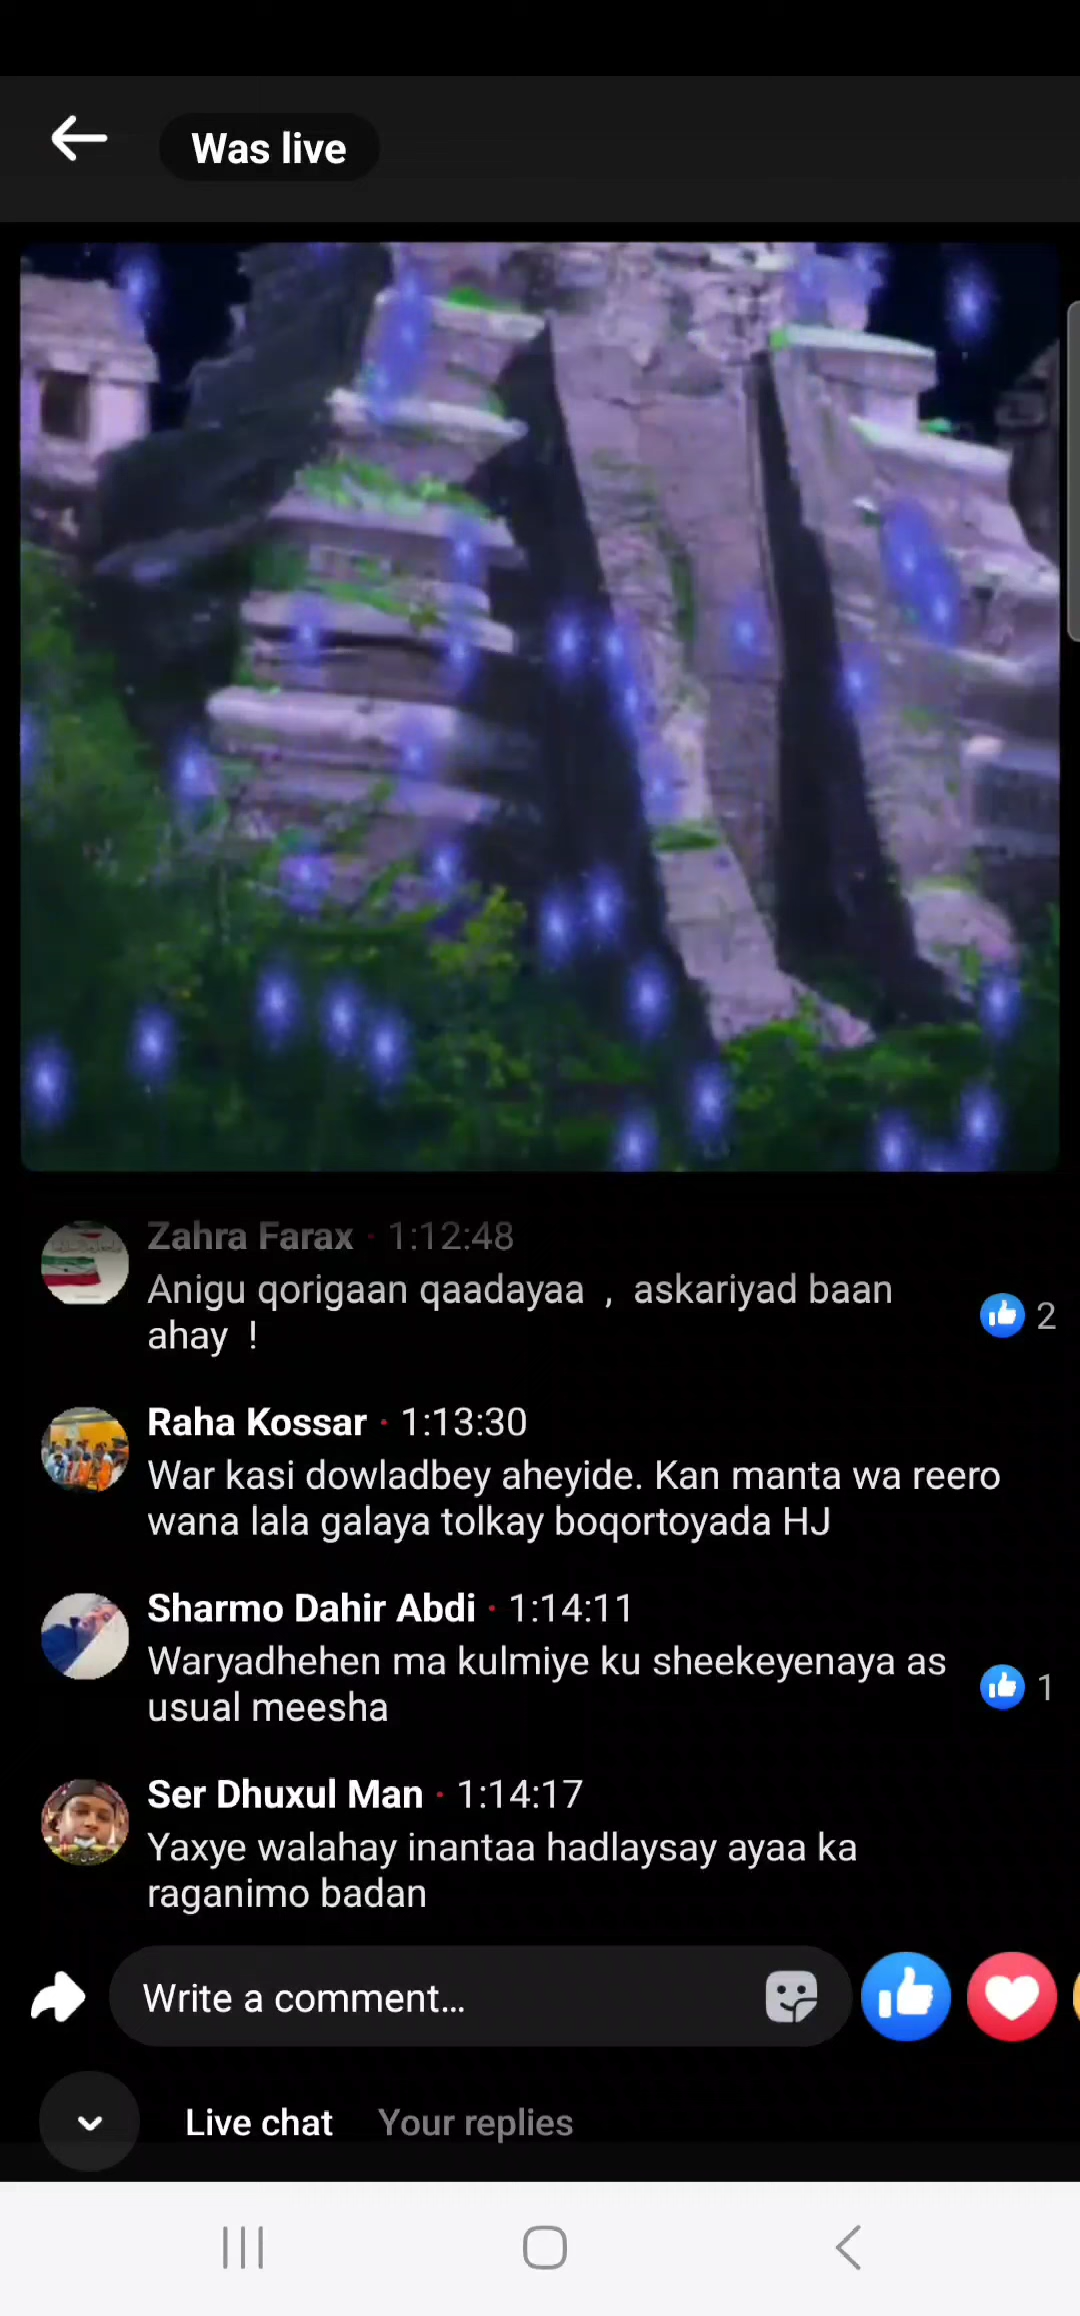 Was live
Zahra Farax · 1:12:48
Anigu qorigaan qaadayaa , askariyad baan
ahay !
2
Raha Kossar · 1:13:30
War kasi dowladbey aheyide. Kan manta wa reero
wana lala galaya tolkay boqortoyada HJ
Sharmo Dahir Abdi · 1:14:11
Waryadhehen ma kulmiye ku sheekeyenaya as
usual meesha
1
Ser Dhuxul Man · 1:14:17
Yaxye walahay inantaa hadlaysay ayaa ka
raganimo badan
Write a comment...
Live chat Your replies